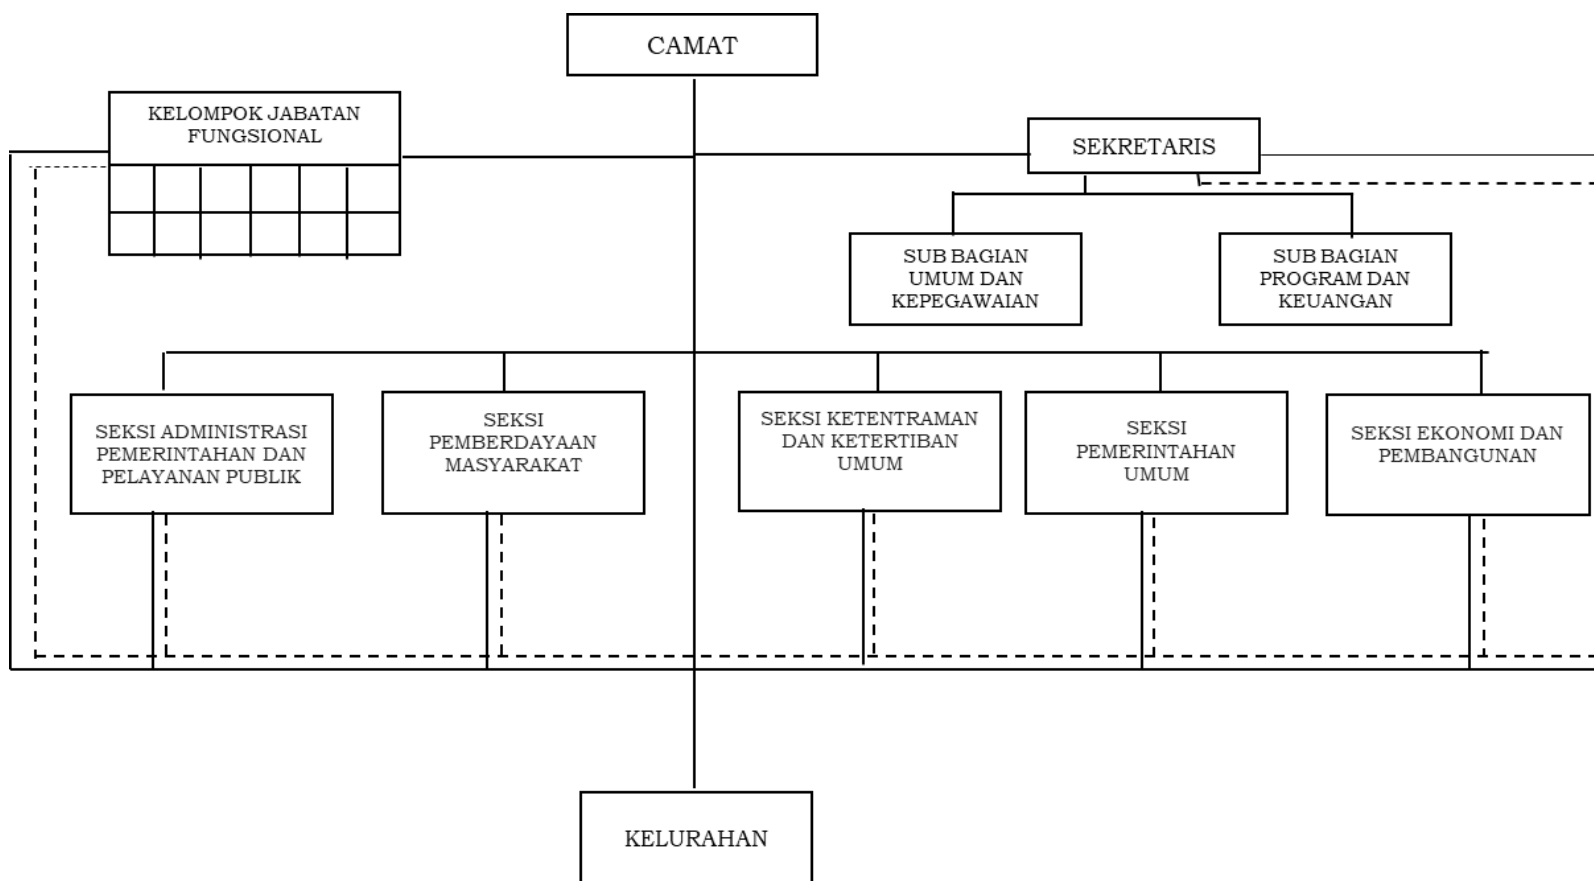 CAMAT
KELOMPOK JABATAN
FUNGSIONAL
SEKRETARIS
SUB BAGIAN
UMUM DAN
KEPEGAWAIAN
SUB BAGIAN
PROGRAM DAN
KEUANGAN
SEKSI ADMINISTRASI
PEMERINTAHAN DAN
PELAYANAN PUBLIK
SEKSI
PEMBERDAYAAN
MASYARAKAT
SEKSI KETENTRAMAN
DAN KETERTIBAN
UMUM
SEKSI
PEMERINTAHAN
UMUM
SEKSI EKONOMI DAN
PEMBANGUNAN
KELURAHAN